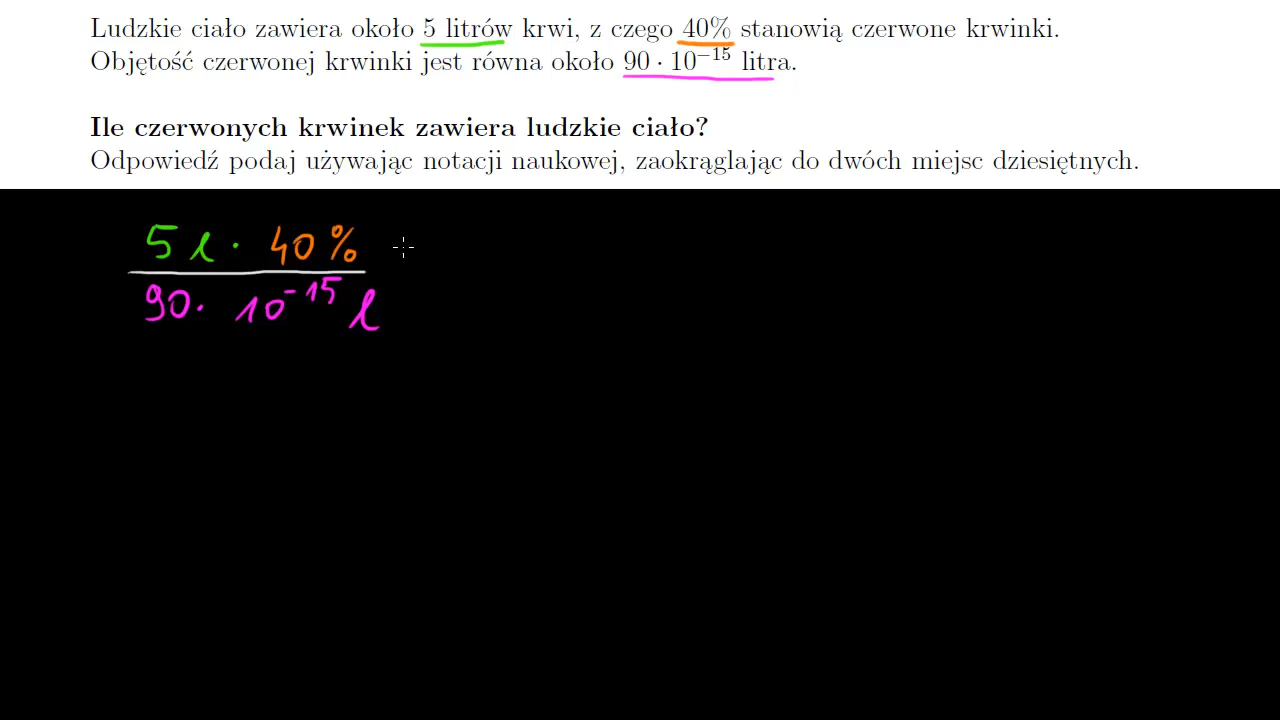 Ludzkie ciało zawiera około 5 litrów krwi, z czego 40% stanowią czerwone krwinki.
Objętość czerwonej krwinki jest równa około 90 · 10⁻¹⁵ litra.
Ile czerwonych krwinek zawiera ludzkie ciało?
Odpowiedź podaj używając notacji naukowej, zaokrąglając do dwóch miejsc dziesiętnych.
5 l · 40%
90 · 10⁻¹⁵ l